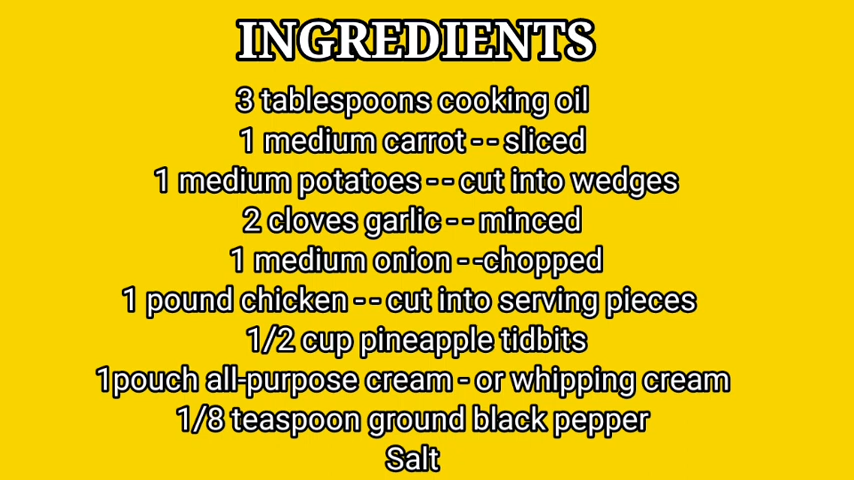 INGREDIENTS
3 tablespoons cooking oil
1 medium carrot -- sliced
1 medium potatoes -- cut into wedges
2 cloves garlic -- minced
1 medium onion --chopped
1 pound chicken -- cut into serving pieces
1/2 cup pineapple tidbits
1pouch all-purpose cream - or whipping cream
1/8 teaspoon ground black pepper
Salt